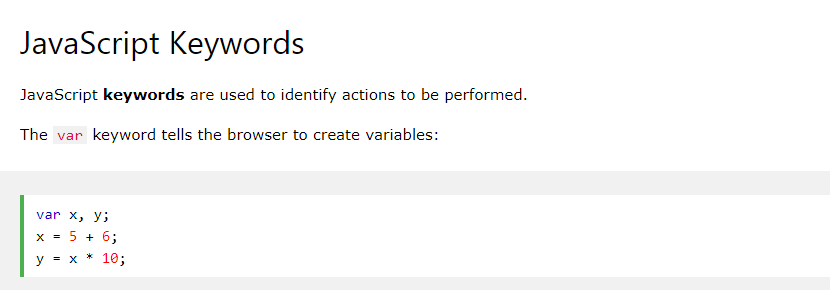 JavaScript Keywords
JavaScript keywords are used to identify actions to be performed.
The var keyword tells the browser to create variables:
var x, y;
x = 5 + 6;
y = x * 10;